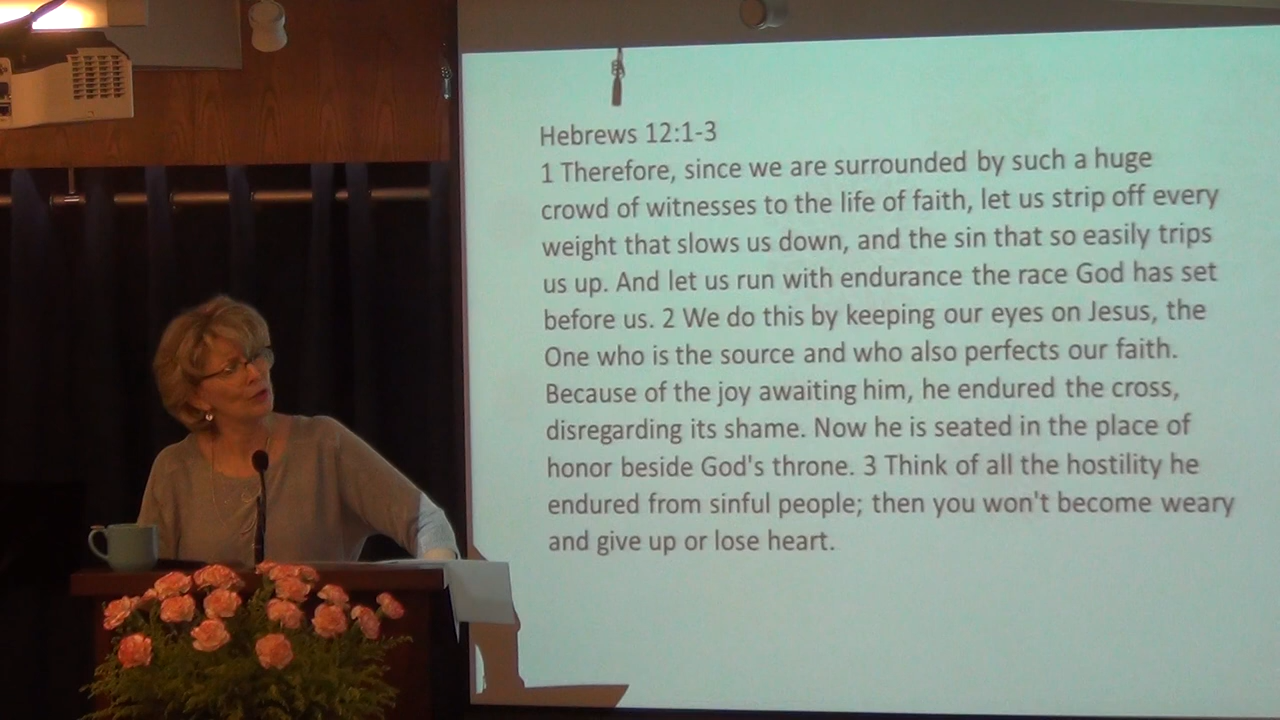 Hebrews 12:1-3
1 Therefore, since we are surrounded by such a huge
crowd of witnesses to the life of faith, let us strip off every
weight that slows us down, and the sin that so easily trips
us up. And let us run with endurance the race God has set
before us. 2 We do this by keeping our eyes on Jesus, the
One who is the source and who also perfects our faith.
Because of the joy awaiting him, he endured the cross,
disregarding its shame. Now he is seated in the place of
honor beside God's throne. 3 Think of all the hostility he
endured from sinful people; then you won't become weary
and give up or lose heart.